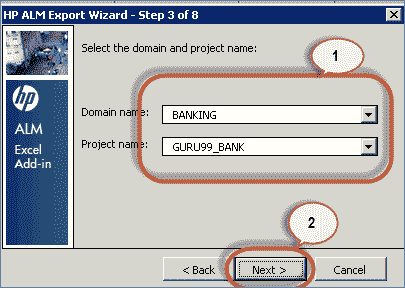 HP ALM Export Wizard - Step 3 of 8
Select the domain and project name:
1
hp
ALM
Excel
Add-in
Domain name: BANKING
Project name: GURU99_BANK
2
< Back Next > Cancel